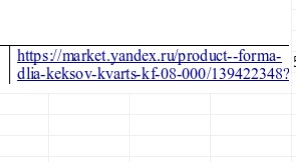 https://market.yandex.ru/product--forma-
dlia-keksov-kvarts-kf-08-000/139422348?